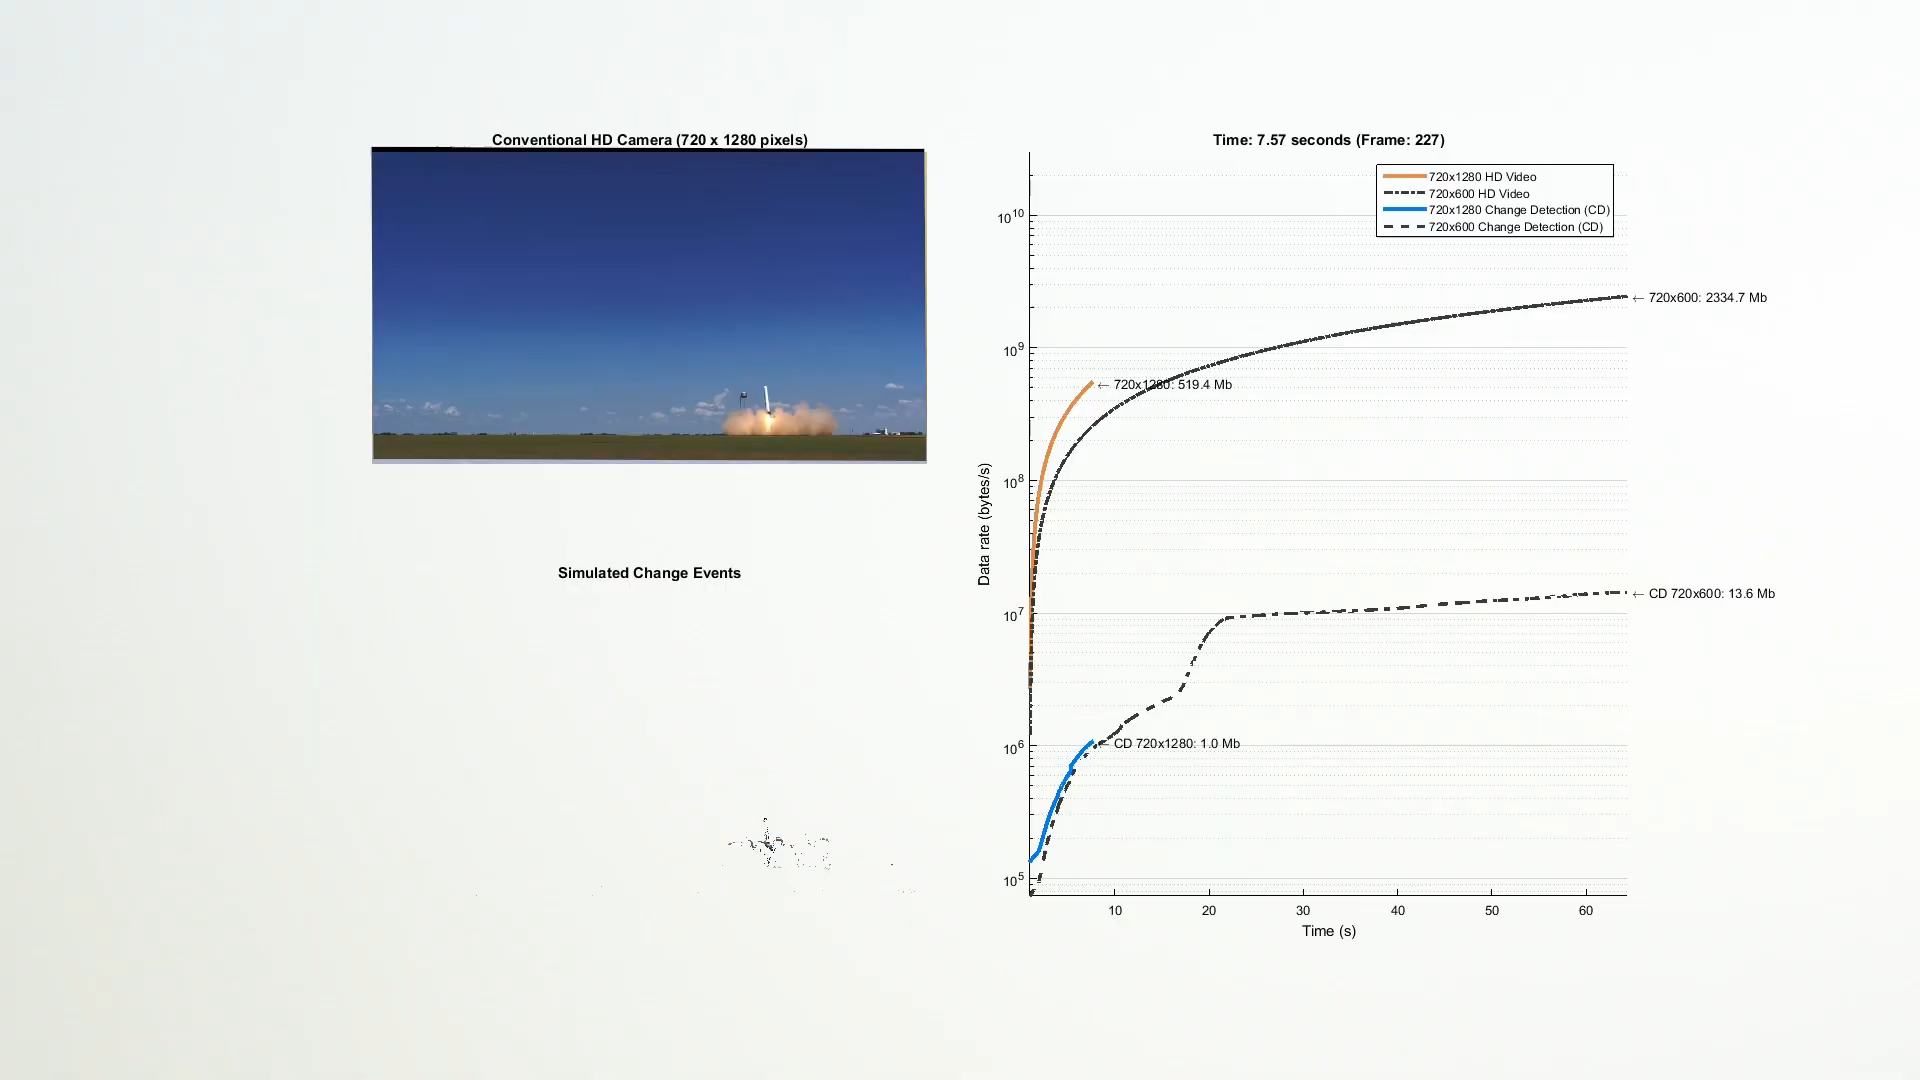 Conventional HD Camera (720 x 1280 pixels)
Simulated Change Events
Time: 7.57 seconds (Frame: 227)
720x1280 HD Video
720x600 HD Video
720x1280 Change Detection (CD)
720x600 Change Detection (CD)
10^10
← 720x600: 2334.7 Mb
10^9
← 720x1280: 519.4 Mb
10^8
Data rate (bytes/s)
← CD 720x600: 13.6 Mb
10^7
10^6
← CD 720x1280: 1.0 Mb
10^5
10 20 30 40 50 60
Time (s)